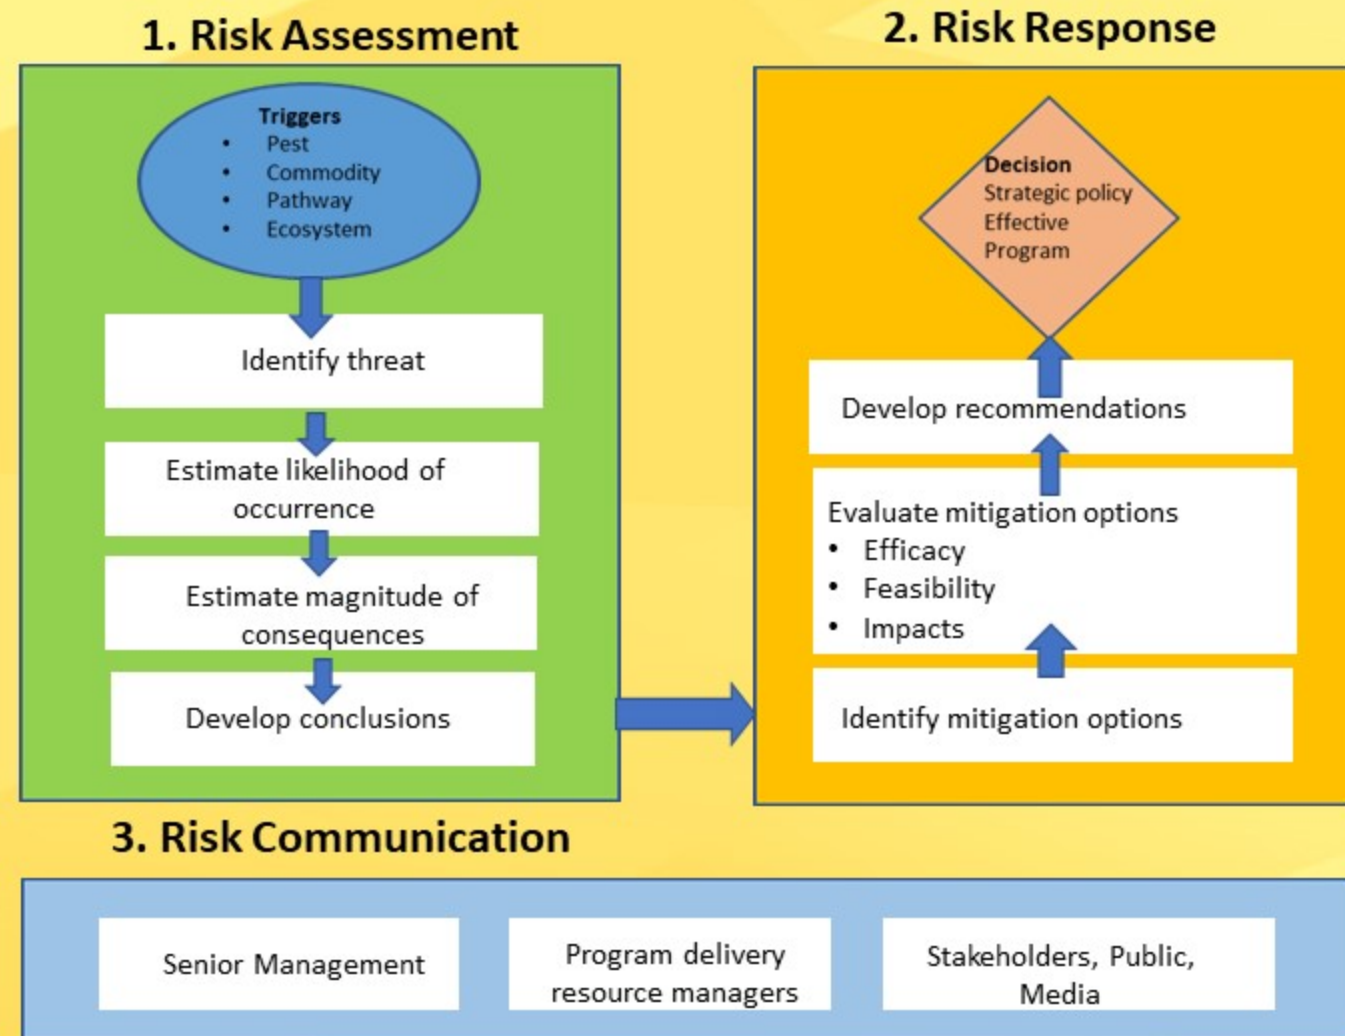 1. Risk Assessment
Triggers
• Pest
• Commodity
• Pathway
• Ecosystem
Identify threat
Estimate likelihood of
occurrence
Estimate magnitude of
consequences
Develop conclusions
2. Risk Response
Decision
Strategic policy
Effective
Program
Develop recommendations
Evaluate mitigation options
• Efficacy
• Feasibility
• Impacts
Identify mitigation options
3. Risk Communication
Senior Management
Program delivery
resource managers
Stakeholders, Public,
Media